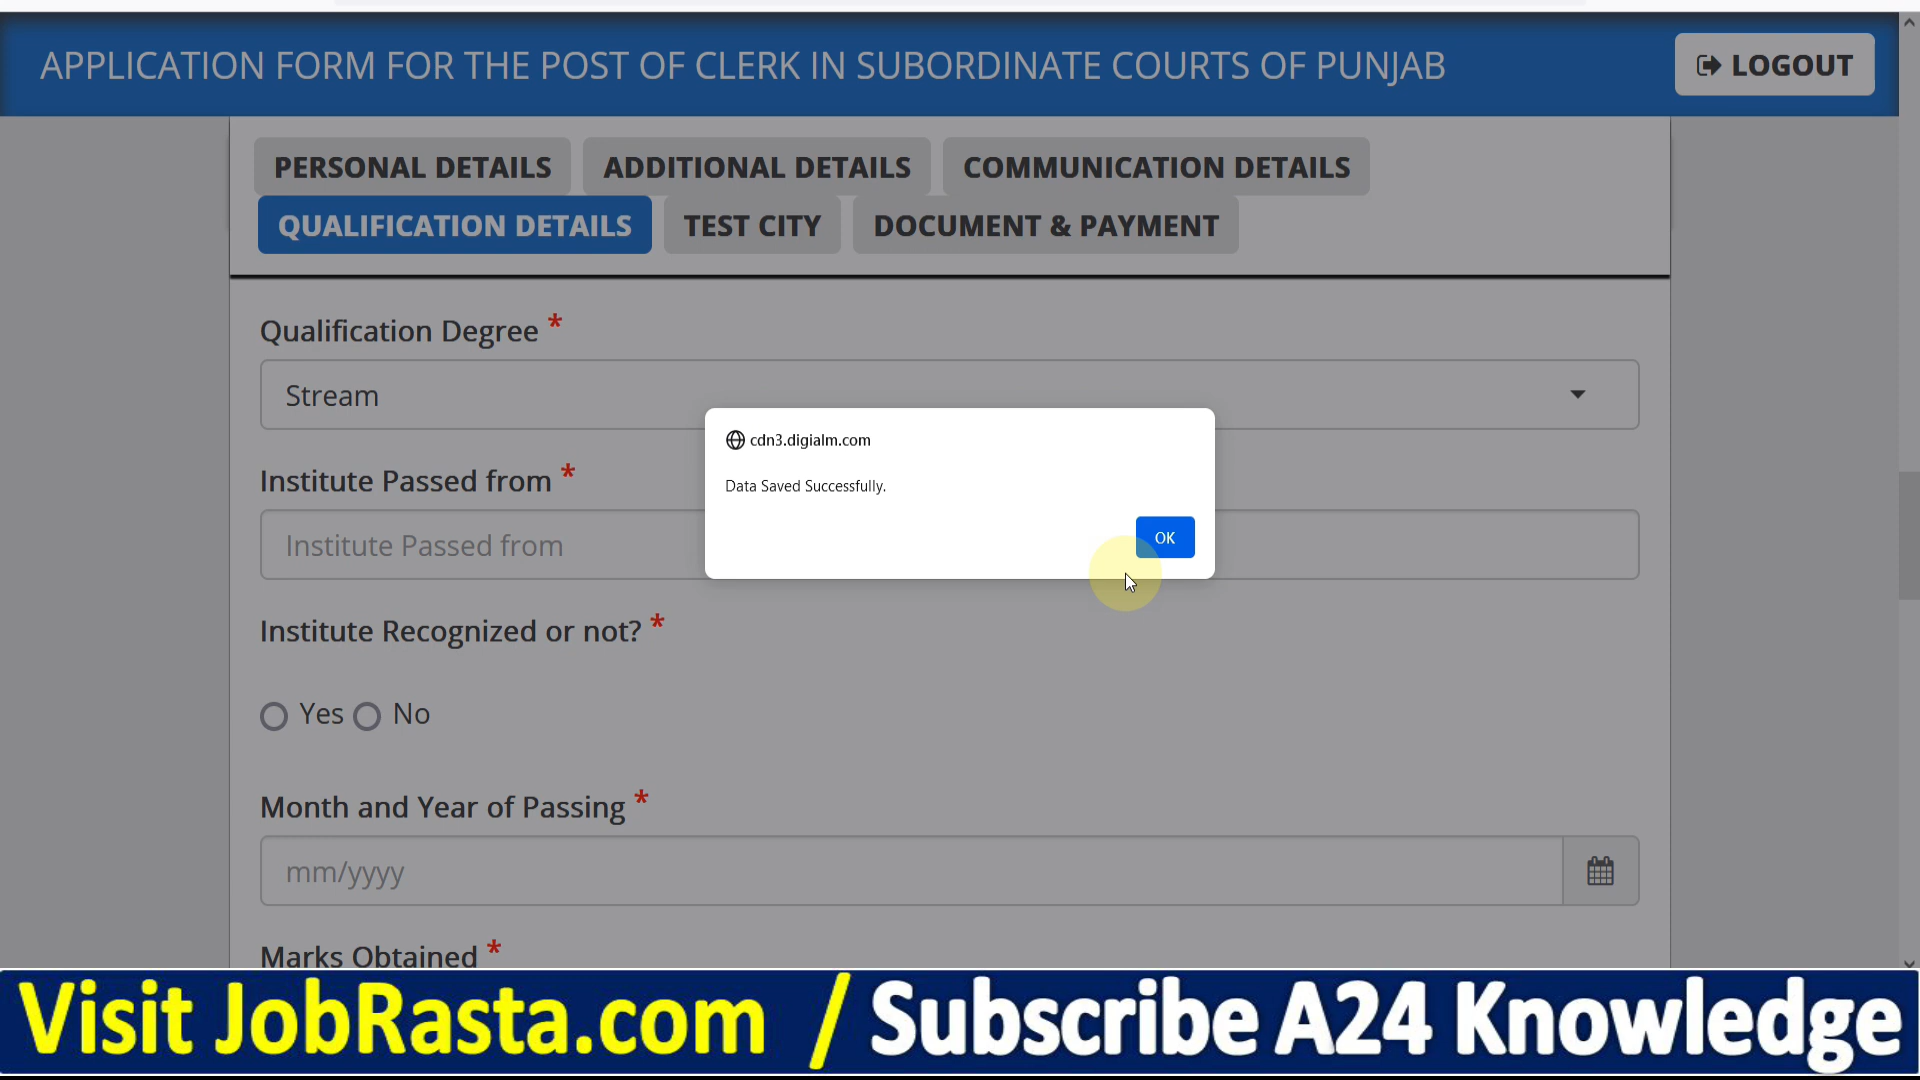 APPLICATION FORM FOR THE POST OF CLERK IN SUBORDINATE COURTS OF PUNJAB
LOGOUT
PERSONAL DETAILS ADDITIONAL DETAILS COMMUNICATION DETAILS
QUALIFICATION DETAILS TEST CITY DOCUMENT & PAYMENT
Qualification Degree *
Stream
cdn3.digialm.com
Data Saved Successfully.
OK
Institute Passed from *
Institute Passed from
Institute Recognized or not? *
Yes No
Month and Year of Passing *
mm/yyyy
Marks Obtained *
Visit JobRasta.com / Subscribe A24 Knowledge